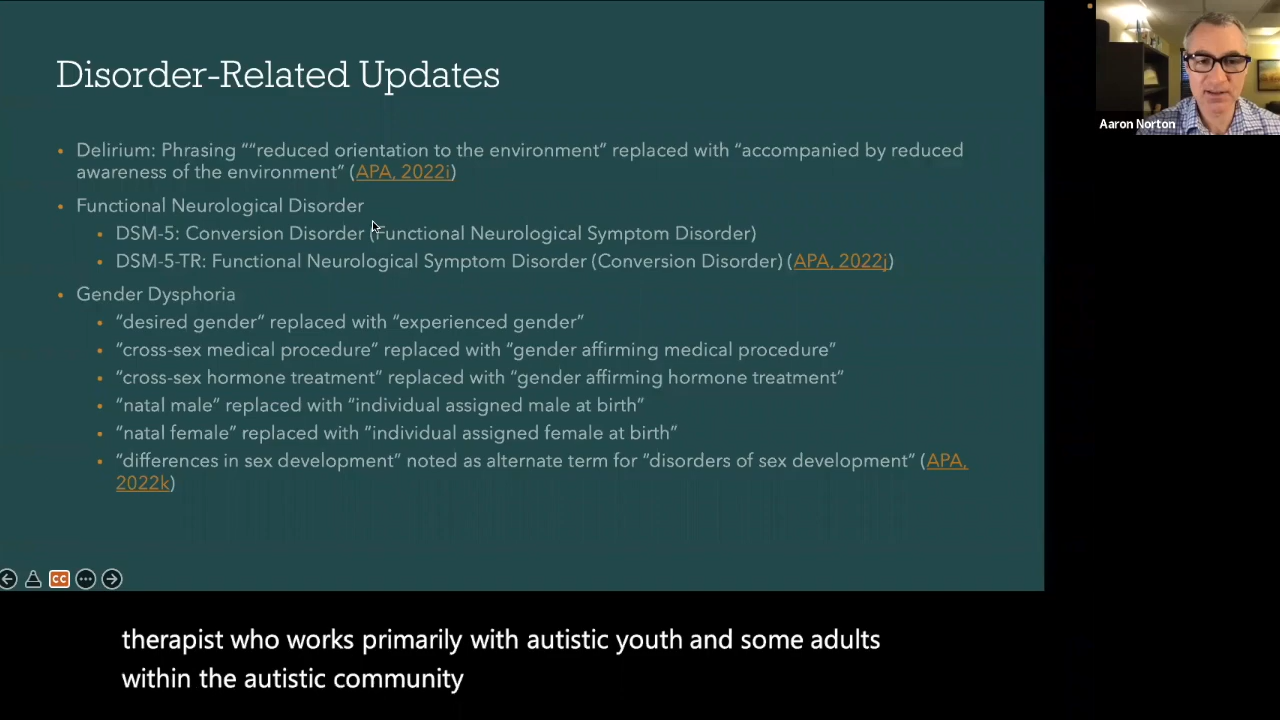 Disorder-Related Updates
• Delirium: Phrasing ““reduced orientation to the environment” replaced with “accompanied by reduced
awareness of the environment” (APA, 2022i)
• Functional Neurological Disorder
• DSM-5: Conversion Disorder (Functional Neurological Symptom Disorder)
• DSM-5-TR: Functional Neurological Symptom Disorder (Conversion Disorder) (APA, 2022j)
• Gender Dysphoria
• “desired gender” replaced with “experienced gender”
• “cross-sex medical procedure” replaced with “gender affirming medical procedure”
• “cross-sex hormone treatment” replaced with “gender affirming hormone treatment”
• “natal male” replaced with “individual assigned male at birth”
• “natal female” replaced with “individual assigned female at birth”
• “differences in sex development” noted as alternate term for “disorders of sex development” (APA,
2022k)
Aaron Norton
CC
therapist who works primarily with autistic youth and some adults
within the autistic community